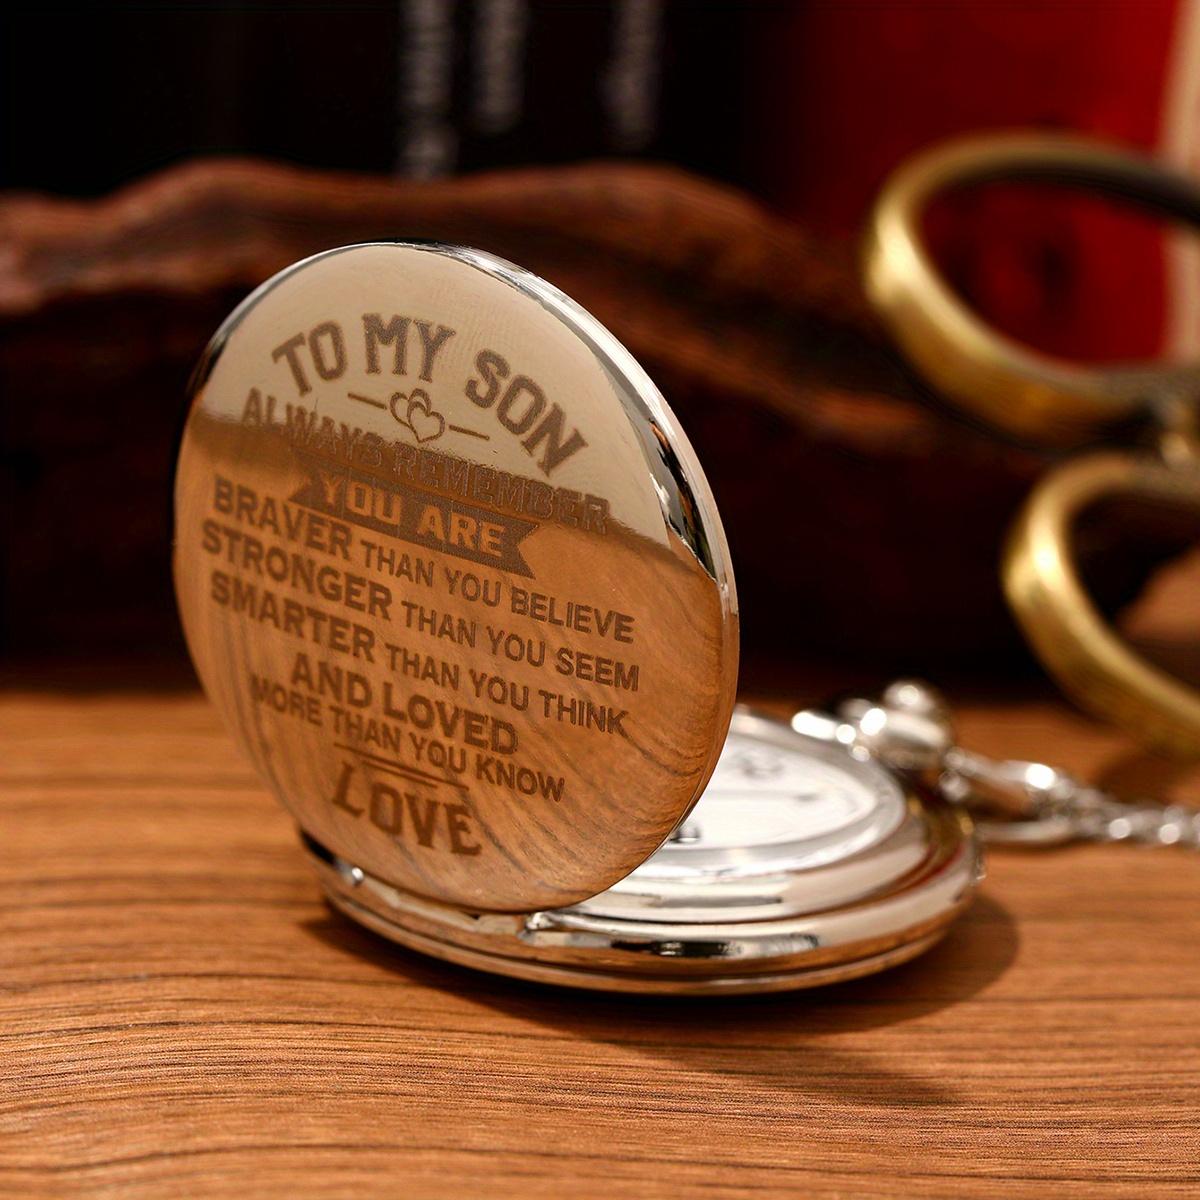 TO MY SON
ALWAYS REMEMBER
YOU ARE
BRAVER THAN YOU BELIEVE
STRONGER THAN YOU SEEM
SMARTER THAN YOU THINK
AND LOVED
MORE THAN YOU KNOW
LOVE